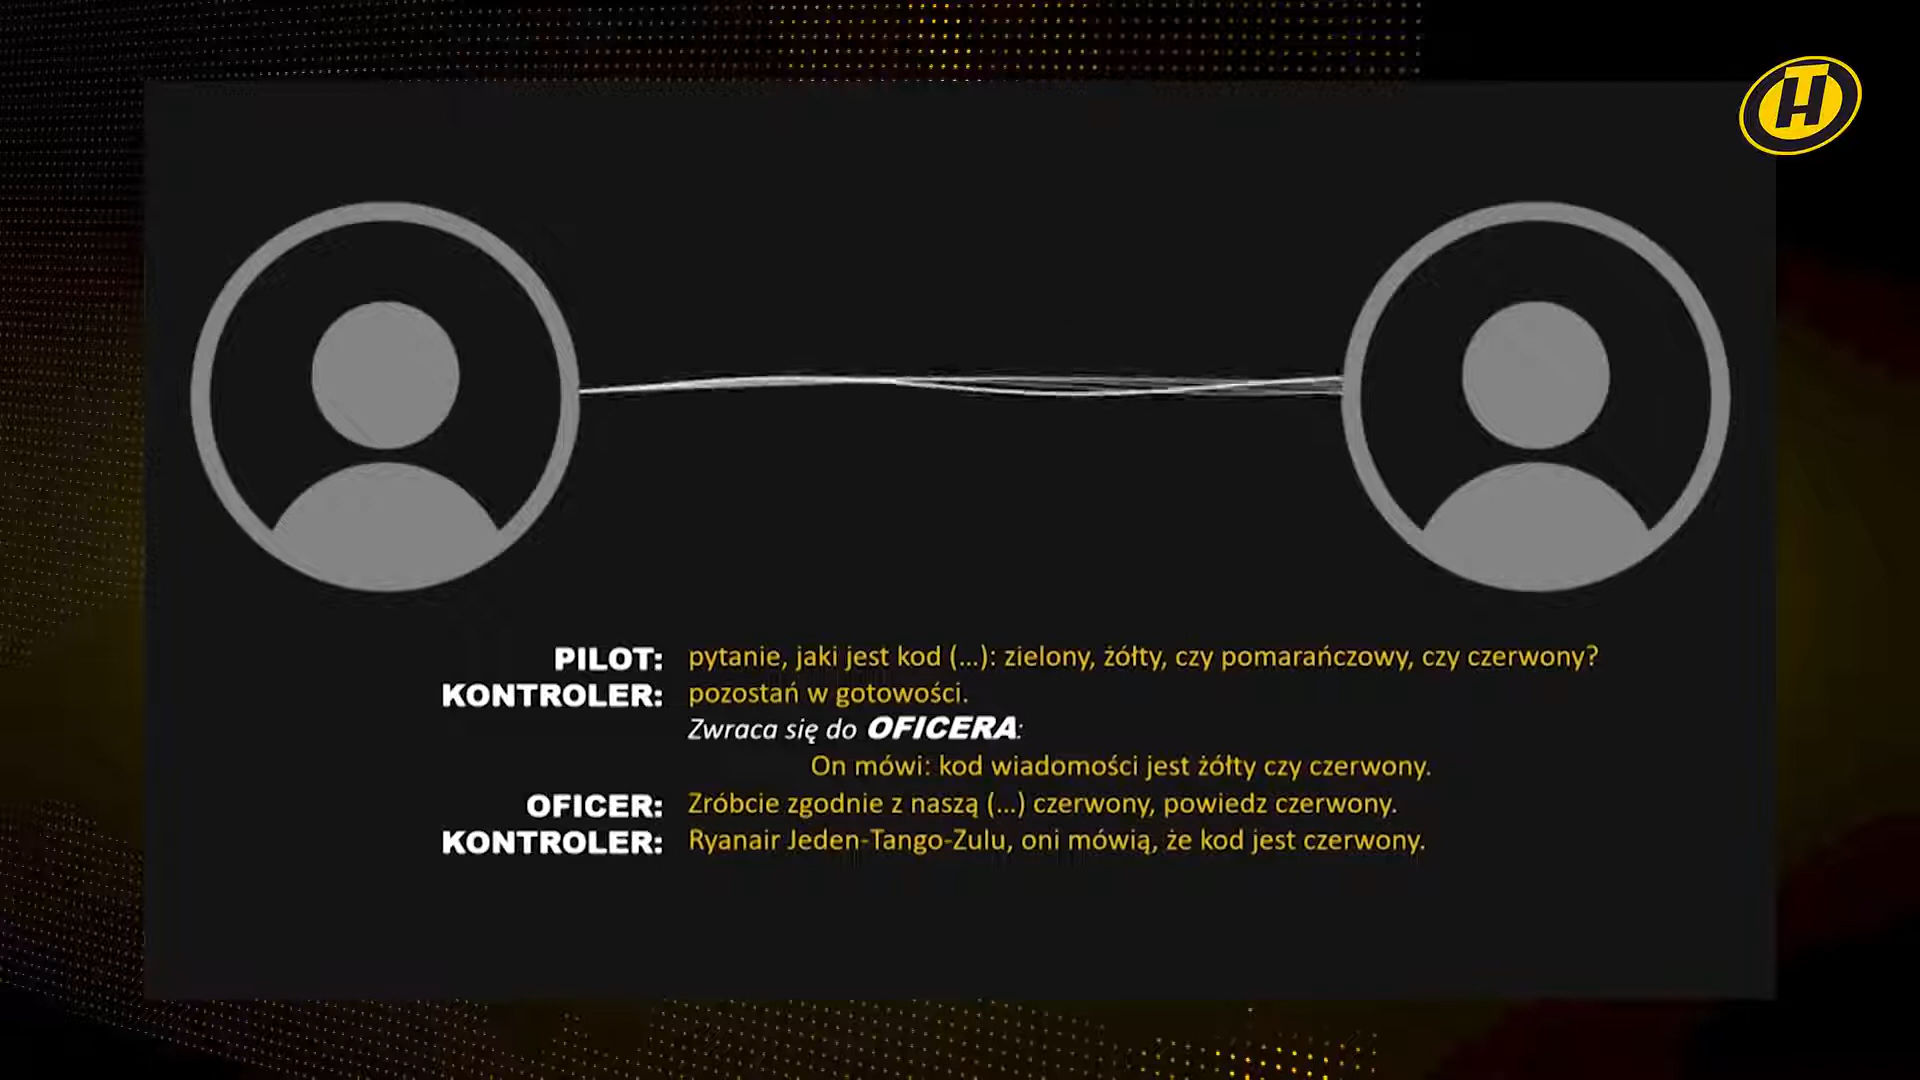 H
PILOT: pytanie, jaki jest kod (...): zielony, żółty, czy pomarańczowy, czy czerwony?
KONTROLER: pozostań w gotowości.
Zwraca się do OFICERA:
On mówi: kod wiadomości jest żółty czy czerwony.
OFICER: Zróbcie zgodnie z naszą (...) czerwony, powiedz czerwony.
KONTROLER: Ryanair Jeden-Tango-Zulu, oni mówią, że kod jest czerwony.